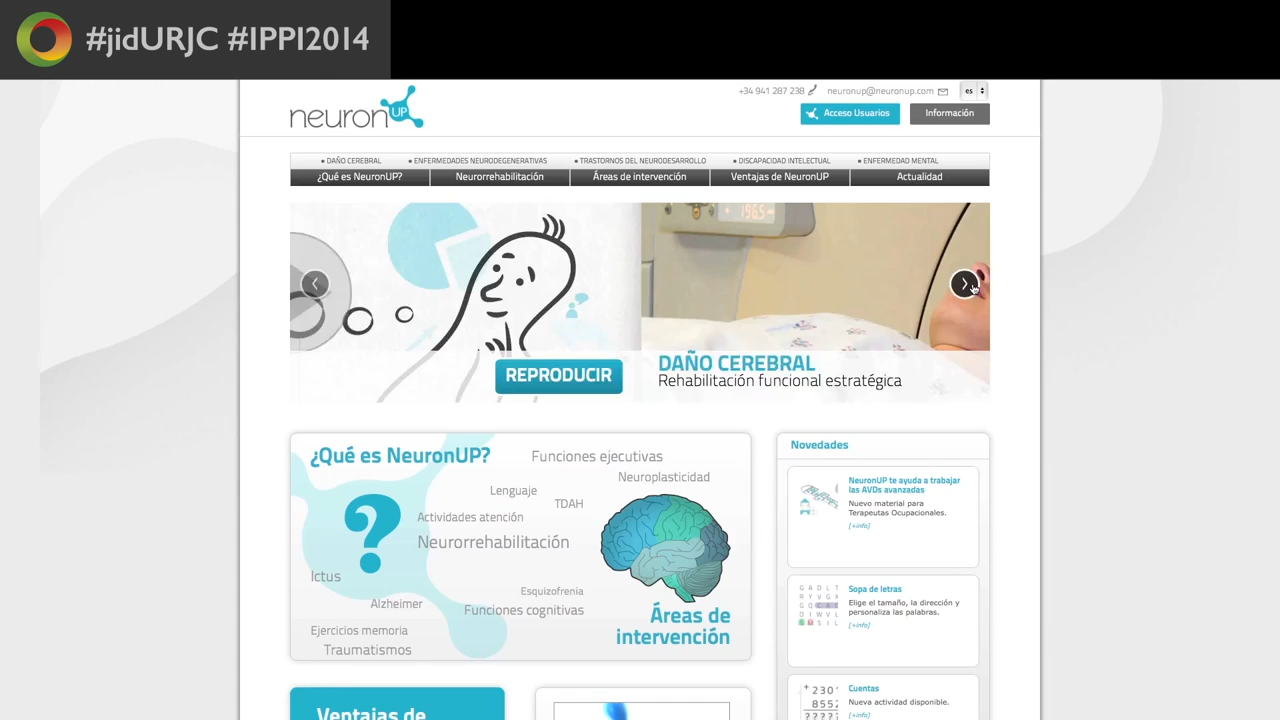 #jidURJC #IPPI2014
neuronUP
+34 941 287 238
neuronup@neuronup.com
es
Acceso Usuarios
Información
DAÑO CEREBRAL
ENFERMEDADES NEURODEGENERATIVAS
TRASTORNOS DEL NEURODESARROLLO
DISCAPACIDAD INTELECTUAL
ENFERMEDAD MENTAL
¿Qué es NeuronUP?
Neurorrehabilitación
Áreas de intervención
Ventajas de NeuronUP
Actualidad
1965
REPRODUCIR
DAÑO CEREBRAL
Rehabilitación funcional estratégica
¿Qué es NeuronUP?
?
Funciones ejecutivas
Neuroplasticidad
Lenguaje
TDAH
Actividades atención
Neurorrehabilitación
Ictus
Esquizofrenia
Alzheimer
Funciones cognitivas
Ejercicios memoria
Traumatismos
Áreas de
intervención
Novedades
NeuronUP te ayuda a trabajar
las AVDs avanzadas
Nuevo material para
Terapeutas Ocupacionales.
[+info]
Sopa de letras
Elige el tamaño, la dirección y
personaliza las palabras.
[+info]
Cuentas
Nueva actividad disponible.
[+info]
+ 230
8552
????
Ventajas de